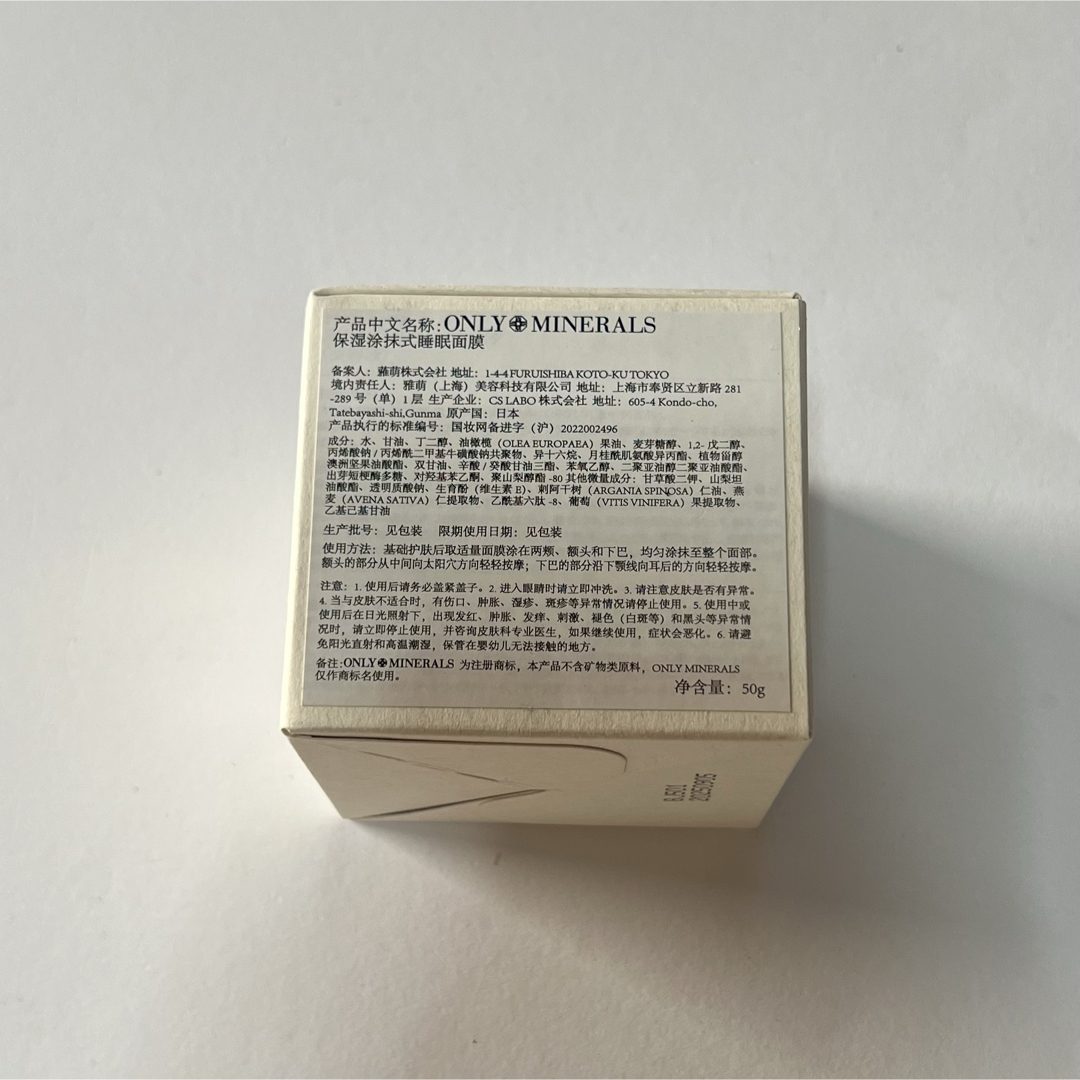 产品中文名称:ONLY MINERALS
保湿涂抹式睡眠面膜
备案人：蘿萌株式会社 地址：1-4-4 FURUISHIBA KOTO-KU TOKYO
境内责任人：雅萌（上海）美容科技有限公司 地址：上海市奉贤区立新路 281
-289 号（单）1 层 生产企业：CS LABO 株式会社 地址：605-4 Kondo-cho,
Tatebayashi-shi,Gunma 原产国：日本
产品执行的标准编号：国妆网备进字（沪）2022002496
成分：水、甘油、丁二醇、油橄榄（OLEA EUROPAEA）果油、麦芽糖醇、1,2- 戊二醇、
丙烯酸钠 / 丙烯酰二甲基牛磺酸钠共聚物、异十六烷、月桂酰肌氨酸异丙酯、植物甾醇
澳洲坚果油酸酯、双甘油、辛酸 / 癸酸甘油三酯、苯氧乙醇、二聚亚油醇二聚亚油酸酯、
出芽短梗酶多糖、对羟基苯乙酮、聚山梨醇酯 -80 其他微量成分：甘草酸二钾、山梨坦
油酸酯、透明质酸钠、生育酚（维生素 E）、刺阿干树（ARGANIA SPINOSA）仁油、燕
麦（AVENA SATIVA）仁提取物、乙酰基六肽 -8、葡萄（VITIS VINIFERA）果提取物、
乙基己基甘油
生产批号：见包装 限期使用日期：见包装
使用方法：基础护肤后取适量面膜涂在两颊、额头和下巴，均匀涂抹至整个面部。
额头的部分从中间向太阳穴方向轻轻按摩；下巴的部分沿下颚线向耳后的方向轻轻按摩。
注意：1. 使用后请务必盖紧盖子。2. 进入眼睛时请立即冲洗。3. 请注意皮肤是否有异常。
4. 当与皮肤不适合时，有伤口、肿胀、湿疹、斑疹等异常情况请停止使用。5. 使用中或
使用后在日光照射下，出现发红、肿胀、发痒、刺激、褪色（白斑等）和黑头等异常情
况时，请立即停止使用，并咨询皮肤科专业医生，如果继续使用，症状会恶化。6. 请避
免阳光直射和高温潮湿，保管在婴幼儿无法接触的地方。
备注:ONLY MINERALS 为注册商标，本产品不含矿物类原料，ONLY MINERALS
仅作商标名使用。
净含量：50g
BJ501
20250905